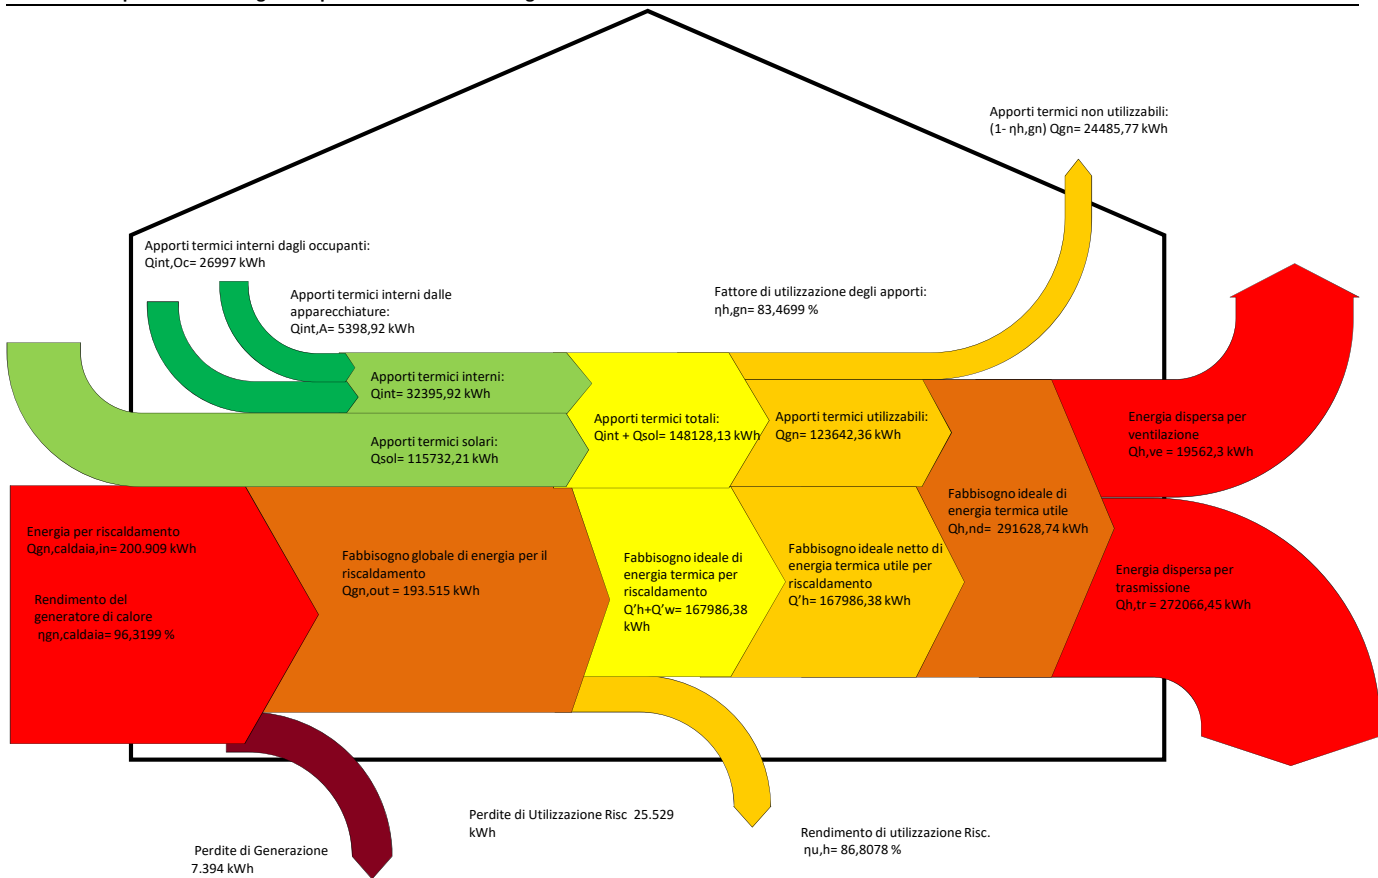 Apporti termici non utilizzabili:
(1- ηh,gn) Qgn= 24485,77 kWh
Apporti termici interni dagli occupanti:
Qint,Oc= 26997 kWh
Apporti termici interni dalle
apparecchiature:
Qint,A= 5398,92 kWh
Fattore di utilizzazione degli apporti:
ηh,gn= 83,4699 %
Apporti termici interni:
Qint= 32395,92 kWh
Apporti termici solari:
Qsol= 115732,21 kWh
Apporti termici totali:
Qint + Qsol= 148128,13 kWh
Apporti termici utilizzabili:
Qgn= 123642,36 kWh
Energia dispersa per
ventilazione
Qh,ve = 19562,3 kWh
Energia per riscaldamento
Qgn,caldaia,in= 200.909 kWh
Rendimento del
generatore di calore
ηgn,caldaia= 96,3199 %
Fabbisogno globale di energia per il
riscaldamento
Qgn,out = 193.515 kWh
Fabbisogno ideale di
energia termica per
riscaldamento
Q'h+Q'w= 167986,38
kWh
Fabbisogno ideale netto di
energia termica utile per
riscaldamento
Q'h= 167986,38 kWh
Fabbisogno ideale di
energia termica utile
Qh,nd= 291628,74 kWh
Energia dispersa per
trasmissione
Qh,tr = 272066,45 kWh
Perdite di Utilizzazione Risc 25.529
kWh
Rendimento di utilizzazione Risc.
ηu,h= 86,8078 %
Perdite di Generazione
7.394 kWh